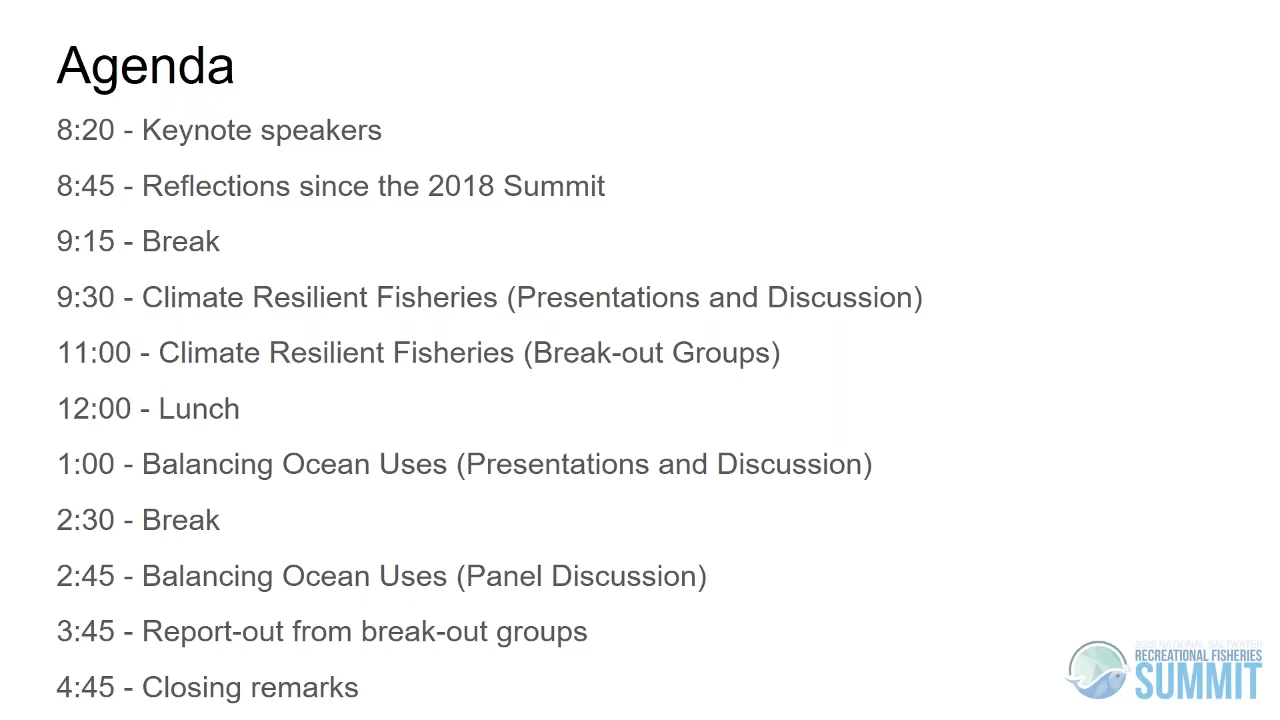 Agenda
8:20 - Keynote speakers
8:45 - Reflections since the 2018 Summit
9:15 - Break
9:30 - Climate Resilient Fisheries (Presentations and Discussion)
11:00 - Climate Resilient Fisheries (Break-out Groups)
12:00 - Lunch
1:00 - Balancing Ocean Uses (Presentations and Discussion)
2:30 - Break
2:45 - Balancing Ocean Uses (Panel Discussion)
3:45 - Report-out from break-out groups
4:45 - Closing remarks
2022 NATIONAL SALTWATER
RECREATIONAL FISHERIES
SUMMIT